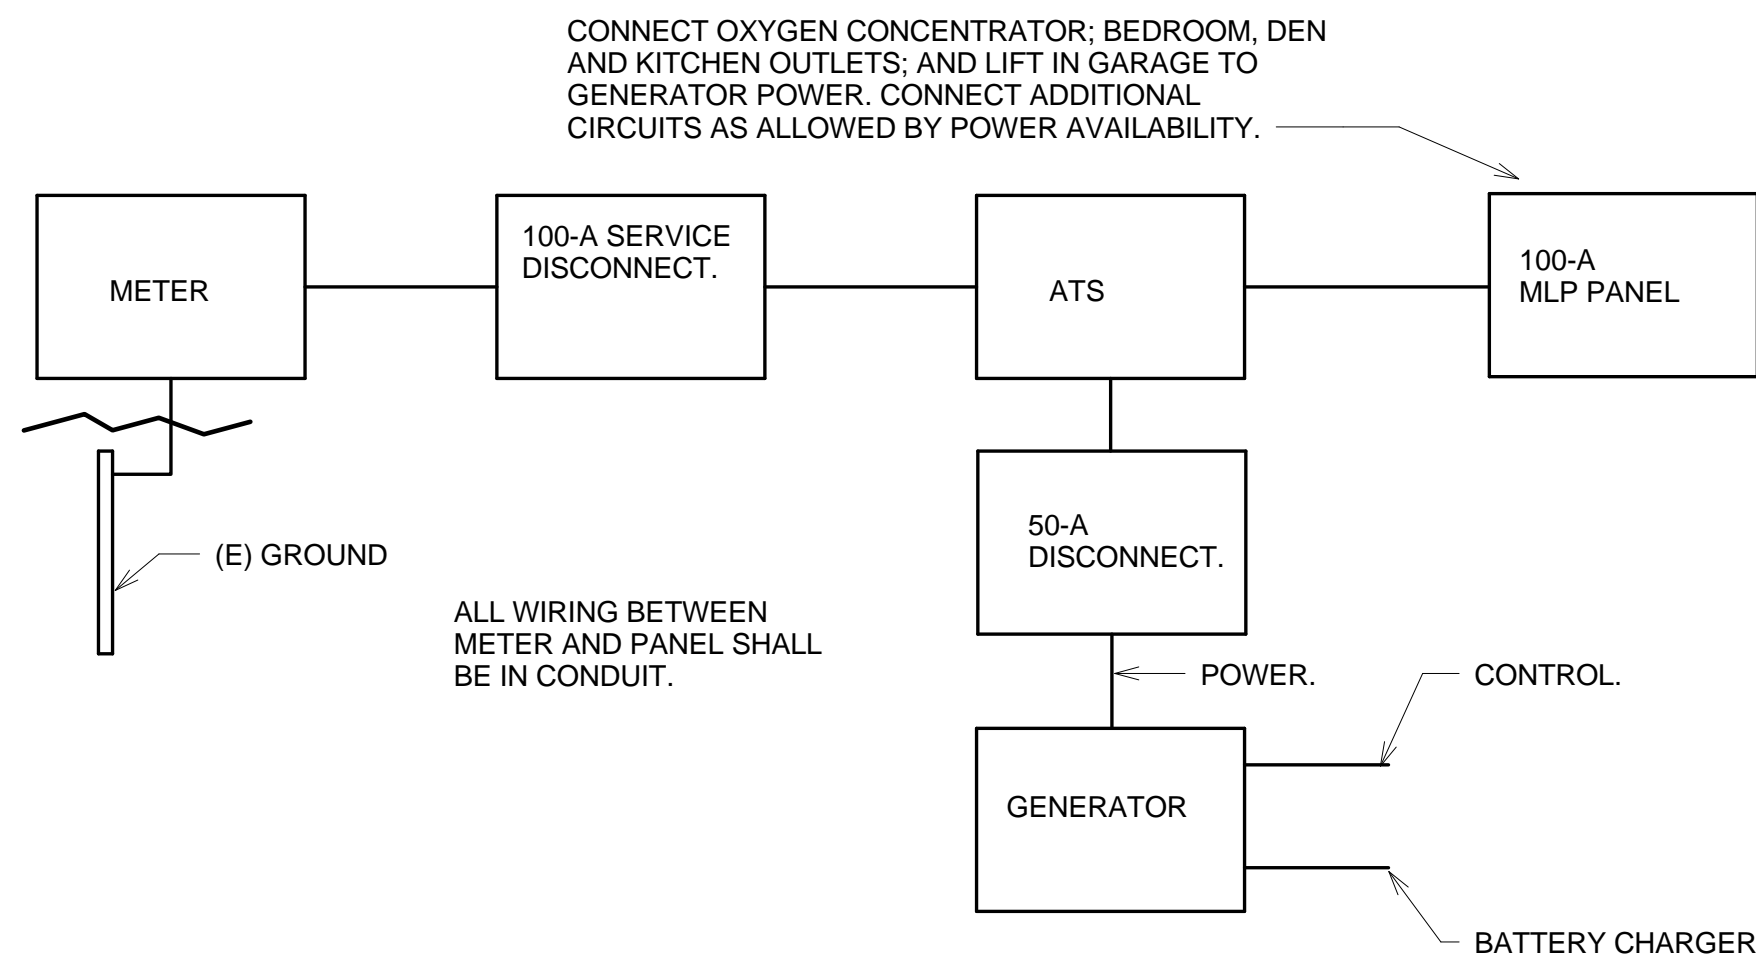 CONNECT OXYGEN CONCENTRATOR; BEDROOM, DEN
AND KITCHEN OUTLETS; AND LIFT IN GARAGE TO
GENERATOR POWER. CONNECT ADDITIONAL
CIRCUITS AS ALLOWED BY POWER AVAILABILITY.
METER
100-A SERVICE
DISCONNECT.
ATS
100-A
MLP PANEL
(E) GROUND
50-A
DISCONNECT.
ALL WIRING BETWEEN
METER AND PANEL SHALL
BE IN CONDUIT.
POWER.
CONTROL.
GENERATOR
BATTERY CHARGER